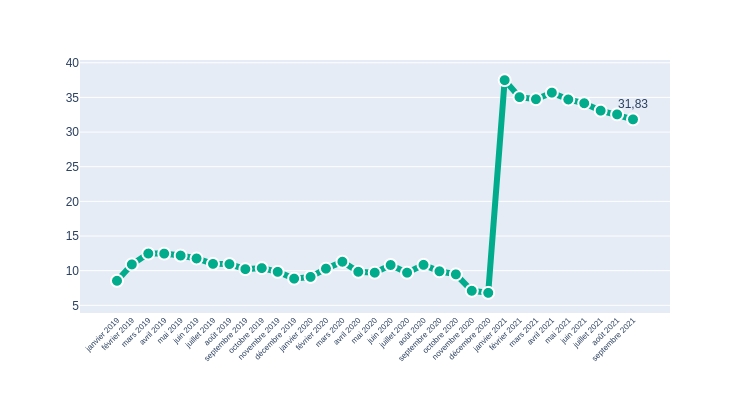 40
35
30
25
20
15
10
5
31,83
janvier 2019
février 2019
mars 2019
avril 2019
mai 2019
juin 2019
juillet 2019
août 2019
septembre 2019
octobre 2019
novembre 2019
décembre 2019
janvier 2020
février 2020
mars 2020
avril 2020
mai 2020
juin 2020
juillet 2020
août 2020
septembre 2020
octobre 2020
novembre 2020
décembre 2020
janvier 2021
février 2021
mars 2021
avril 2021
mai 2021
juin 2021
juillet 2021
août 2021
septembre 2021